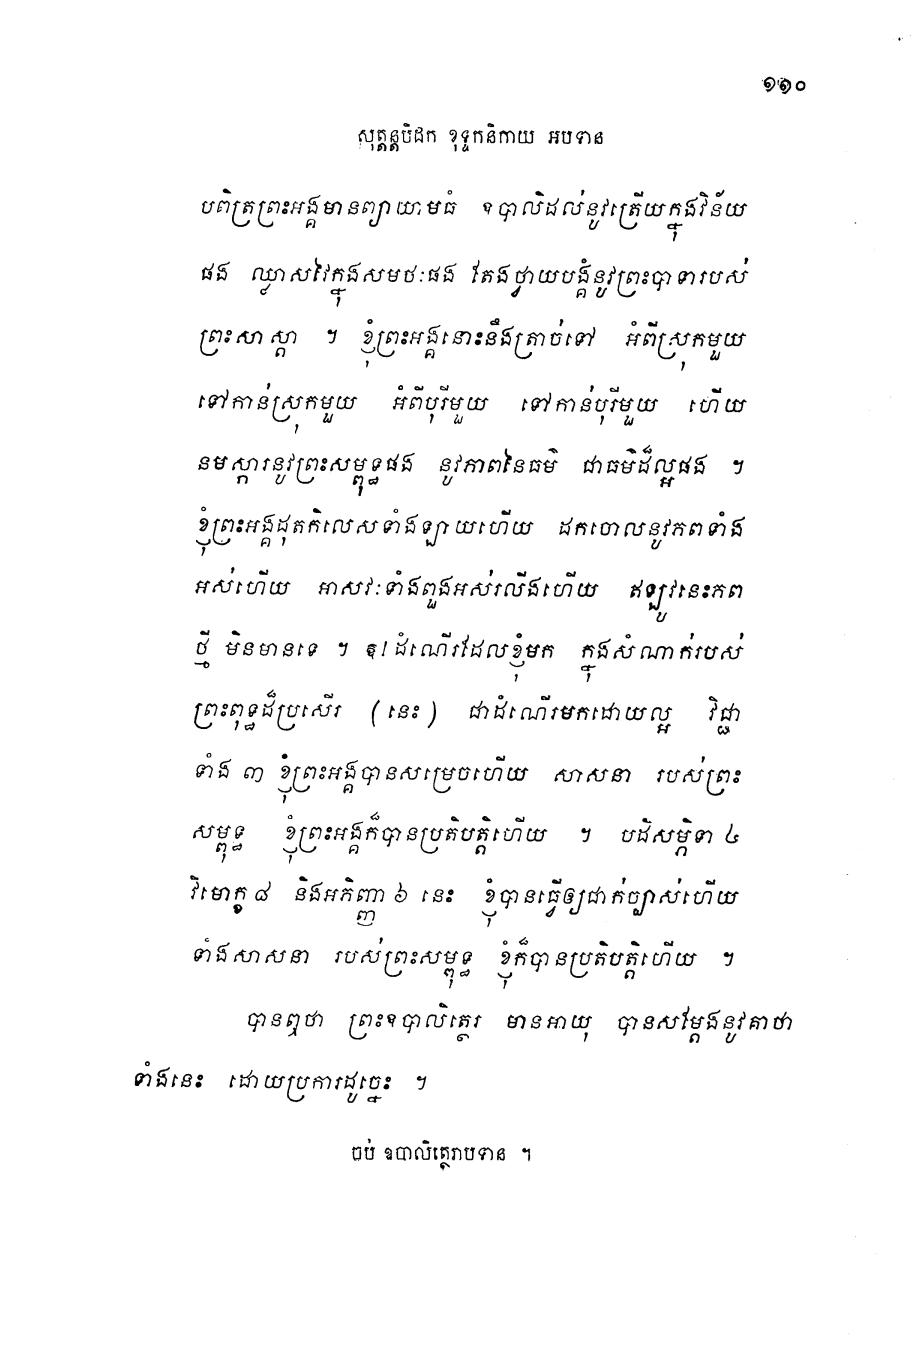 ១១០
សុត្តន្តបិដក ខុទ្ទកនិកាយ អបទាន
បពិត្រព្រះអង្គមានព្យាយាមធំ ឧបាលិដល់នូវត្រើយក្នុងវិន័យ
ផង ឈ្លាសវៃក្នុងសមថៈផង តែងថ្វាយបង្គំនូវព្រះបាទារបស់
ព្រះសាស្តា ។ ខ្ញុំព្រះអង្គនោះនឹងត្រាច់ទៅ អំពីស្រុកមួយ
ទៅកាន់ស្រុកមួយ អំពីបុរីមួយ ទៅកាន់បុរីមួយ ហើយ
នមស្ការនូវព្រះសម្ពុទ្ធផង នូវភាពនៃធម៌ ជាធម៌ដ៏ល្អផង ។
ខ្ញុំព្រះអង្គដុតកិលេសទាំងឡាយហើយ ដកចោលនូវភពទាំង
អស់ហើយ អាសវៈទាំងពួងអស់រលីងហើយ ឥឡូវនេះភព
ថ្មី មិនមានទេ ។ ឱ! ដំណើរដែលខ្ញុំមក ក្នុងសំណាក់របស់
ព្រះពុទ្ធដ៏ប្រសើរ (នេះ) ជាដំណើរមកដោយល្អ វិជ្ជា
ទាំង ៣ ខ្ញុំព្រះអង្គបានសម្រេចហើយ សាសនា របស់ព្រះ
សម្ពុទ្ធ ខ្ញុំព្រះអង្គក៏បានប្រតិបត្តិហើយ ។ បដិសម្ភិទា ៤
វិមោក្ខ ៨ និងអភិញ្ញា ៦ នេះ ខ្ញុំបានធ្វើឲ្យជាក់ច្បាស់ហើយ
ទាំងសាសនា របស់ព្រះសម្ពុទ្ធ ខ្ញុំក៏បានប្រតិបត្តិហើយ ។
បានឮថា ព្រះឧបាលិត្ថេរ មានអាយុ បានសម្ដែងនូវគាថា
ទាំងនេះ ដោយប្រការដូច្នេះ ។
ចប់ ឧបាលិត្ថេរាបទាន ។